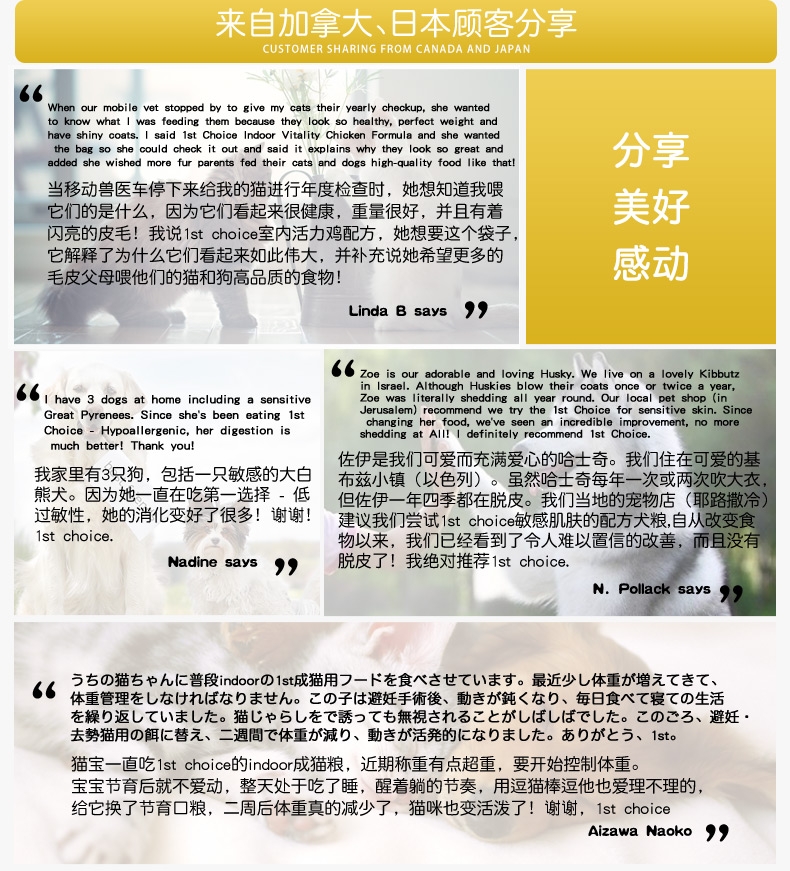 来自加拿大、日本顾客分享
CUSTOMER SHARING FROM CANADA AND JAPAN
When our mobile vet stopped by to give my cats their yearly checkup, she wanted
to know what I was feeding them because they look so healthy, perfect weight and
have shiny coats. I said 1st Choice Indoor Vitality Chicken Formula and she wanted
the bag so she could check it out and said it explains why they look so great and
added she wished more fur parents fed their cats and dogs high-quality food like that!
当移动兽医车停下来给我的猫进行年度检查时，她想知道我喂
它们的是什么，因为它们看起来很健康，重量很好，并且有着
闪亮的皮毛！我说1st choice室内活力鸡配方，她想要这个袋子，
它解释了为什么它们看起来如此伟大，并补充说她希望更多的
毛皮父母喂他们的猫和狗高品质的食物！
Linda B says
分享
美好
感动
I have 3 dogs at home including a sensitive
Great Pyrenees. Since she's been eating 1st
Choice - Hypoallergenic, her digestion is
much better! Thank you!
我家里有3只狗，包括一只敏感的大白
熊犬。因为她一直在吃第一选择 - 低
过敏性，她的消化变好了很多！谢谢！
1st choice.
Nadine says
Zoe is our adorable and loving Husky. We live on a lovely Kibbutz
in Israel. Although Huskies blow their coats once or twice a year,
Zoe was literally shedding all year round. Our local pet shop (in
Jerusalem) recommend we try the 1st Choice for sensitive skin. Since
changing her food, we've seen an incredible improvement, no more
shedding at All! I definitely recommend 1st Choice.
佐伊是我们可爱而充满爱心的哈士奇。我们住在可爱的基
布兹小镇（以色列）。虽然哈士奇每年一次或两次吹大衣，
但佐伊一年四季都在脱皮。我们当地的宠物店（耶路撒冷）
建议我们尝试1st choice敏感肌肤的配方犬粮,自从改变食
物以来，我们已经看到了令人难以置信的改善，而且没有
脱皮了！我绝对推荐1st choice.
N. Pollack says
うちの猫ちゃんに普段indoorの1st成猫用フードを食べさせています。最近少し体重が増えてきて、
体重管理をしなければなりません。この子は避妊手術後、動きが鈍くなり、毎日食べて寝ての生活
を繰り返していました。猫じゃらしをで誘っても無視されることがしばしばでした。このごろ、避妊・
去勢猫用の餌に替え、二週間で体重が減り、動きが活発的になりました。ありがとう、1st。
猫宝一直吃1st choice的indoor成猫粮，近期称重有点超重，要开始控制体重。
宝宝节育后就不爱动，整天处于吃了睡，醒着躺的节奏，用逗猫棒逗他也爱理不理的，
给它换了节育口粮，二周后体重真的减少了，猫咪也变活泼了！谢谢，1st choice
Aizawa Naoko